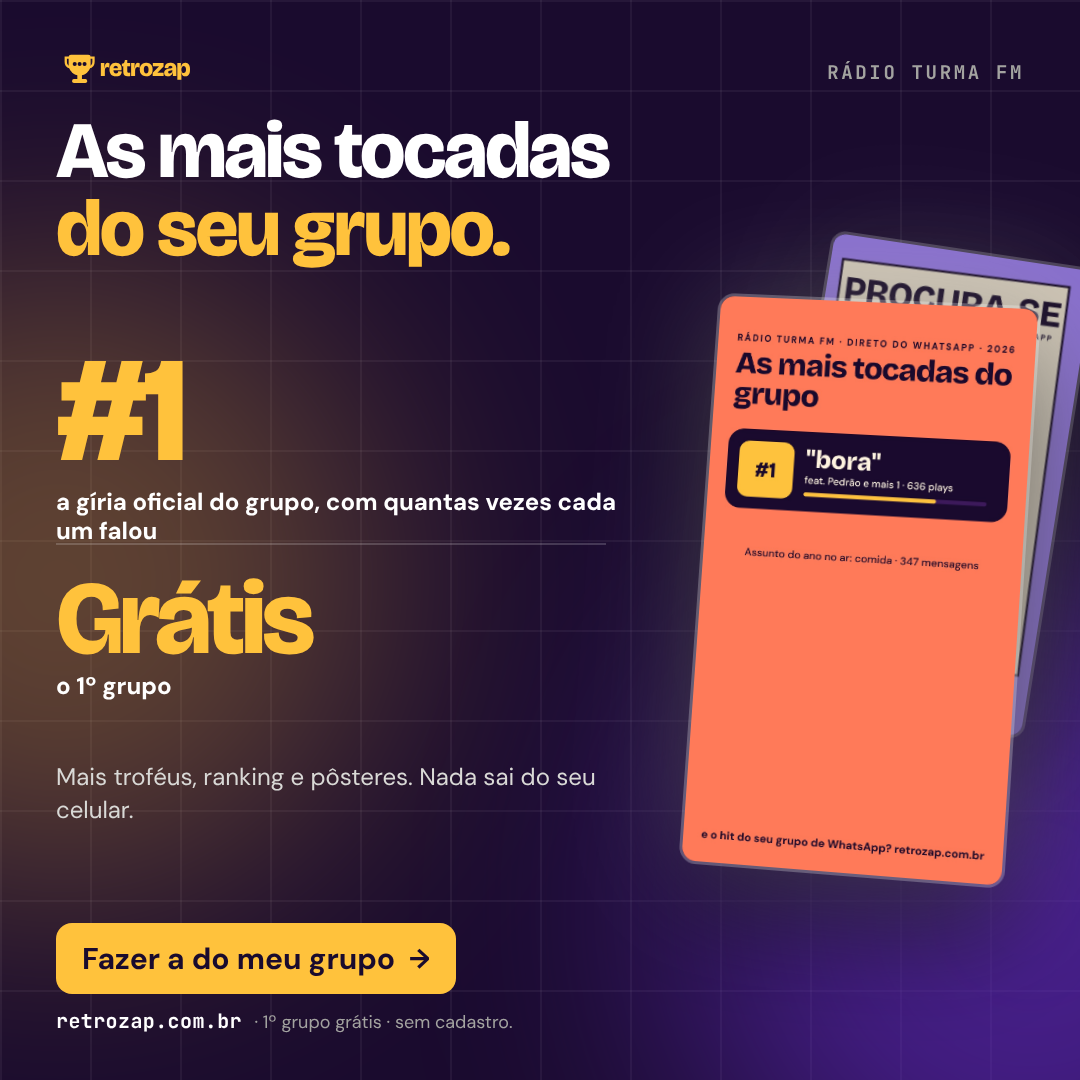 retrozap
RÁDIO TURMA FM
As mais tocadas
do seu grupo.
#1
a gíria oficial do grupo, com quantas vezes cada
um falou
Grátis
o 1º grupo
Mais troféus, ranking e pôsteres. Nada sai do seu
celular.
Fazer a do meu grupo →
retrozap.com.br · 1º grupo grátis · sem cadastro.
PROCURA-SE
RÁDIO TURMA FM · DIRETO DO WHATSAPP · 2026
As mais tocadas do
grupo
#1
"bora"
feat. Pedrão e mais 1 · 636 plays
Assunto do ano no ar: comida · 347 mensagens
e o hit do seu grupo de WhatsApp? retrozap.com.br